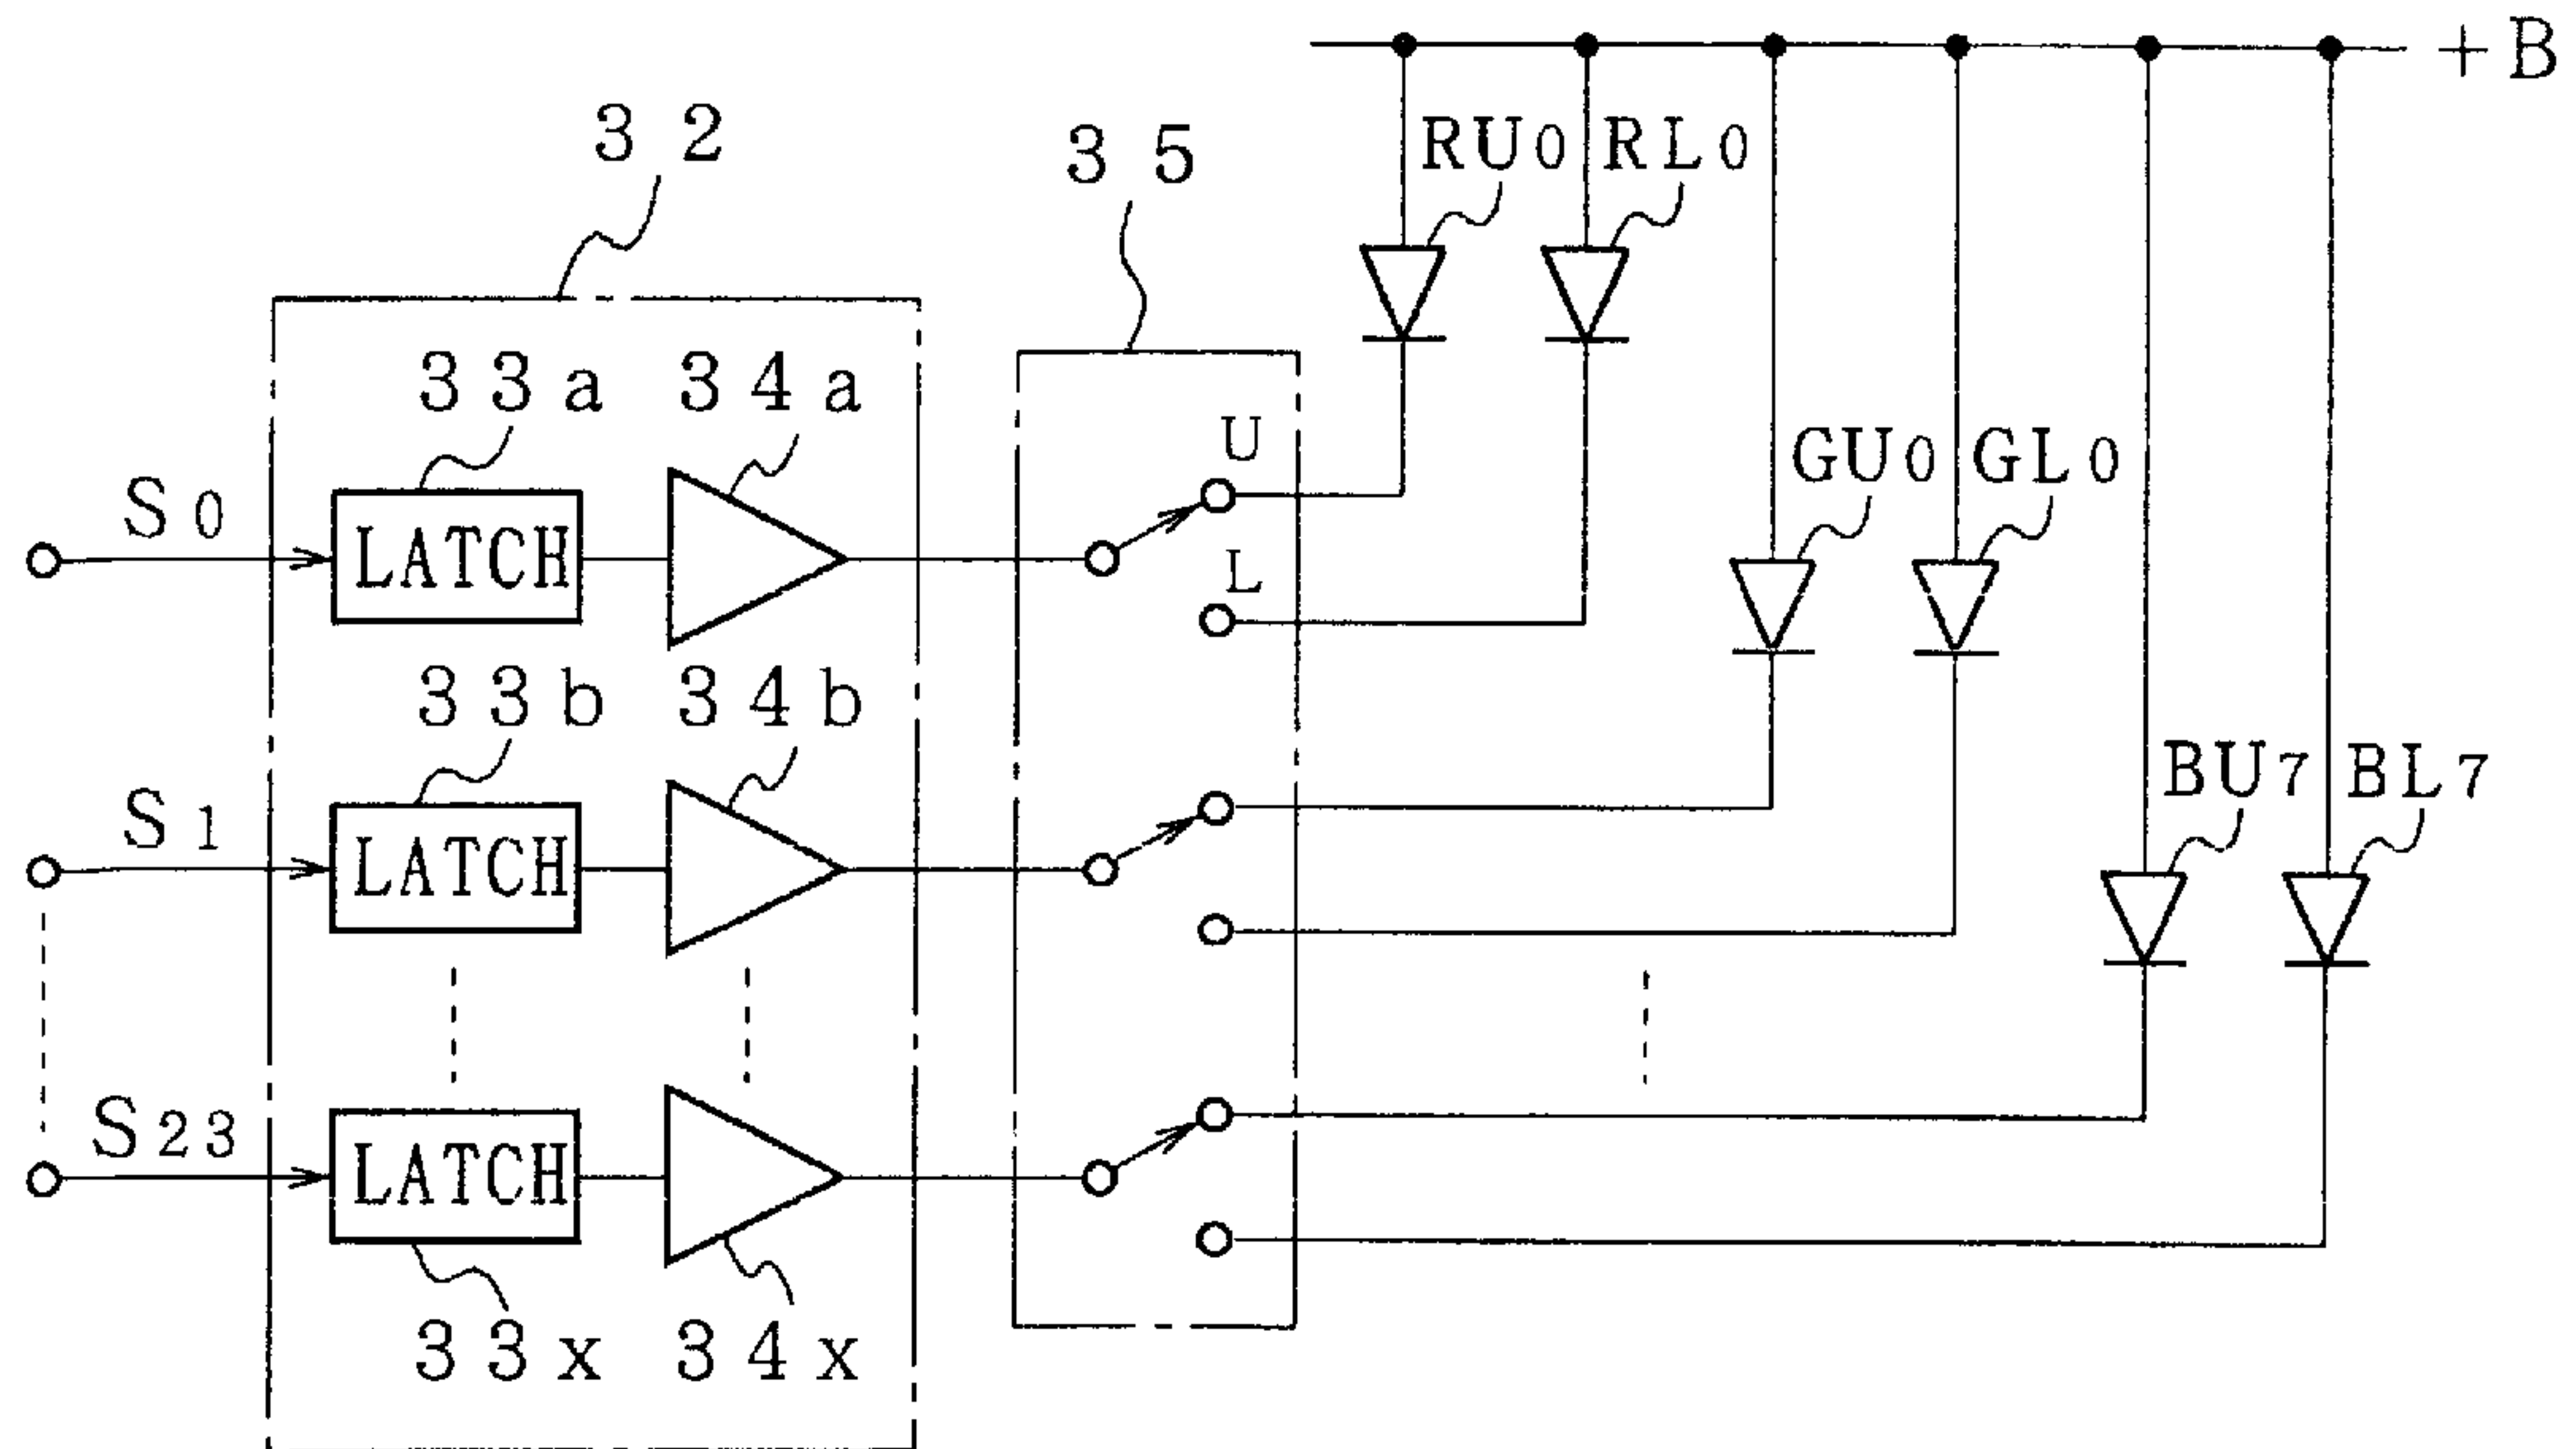 +B
32
35
RU0 RL0
33a 34a
U
GU0 GL0
S0
LATCH
L
33b 34b
BU7 BL7
S1
LATCH
S23
LATCH
33x 34x